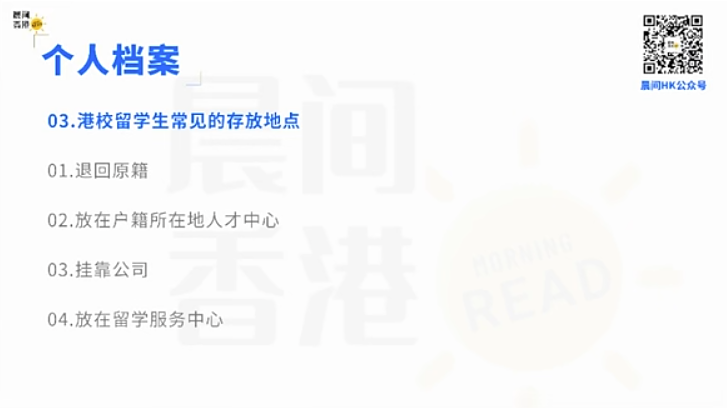 晨间
香港
个人档案
晨间HK公众号
03.港校留学生常见的存放地点
01.退回原籍
02.放在户籍所在地人才中心
03.挂靠公司
04.放在留学服务中心
晨间
香港
MORNING
READ